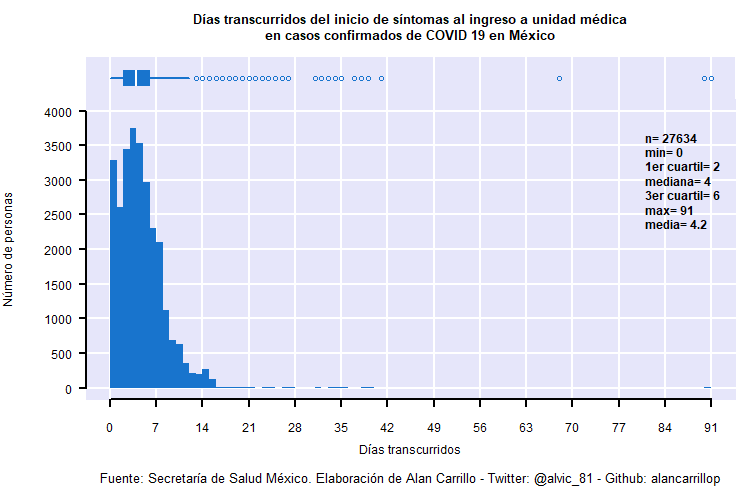 Días transcurridos del inicio de síntomas al ingreso a unidad médica
en casos confirmados de COVID 19 en México
4000
3500
3000
2500
2000
1500
1000
500
0
Número de personas
n= 27634
min= 0
1er cuartil= 2
mediana= 4
3er cuartil= 6
max= 91
media= 4.2
0 7 14 21 28 35 42 49 56 63 70 77 84 91
Días transcurridos
Fuente: Secretaría de Salud México. Elaboración de Alan Carrillo - Twitter: @alvic_81 - Github: alancarrillop